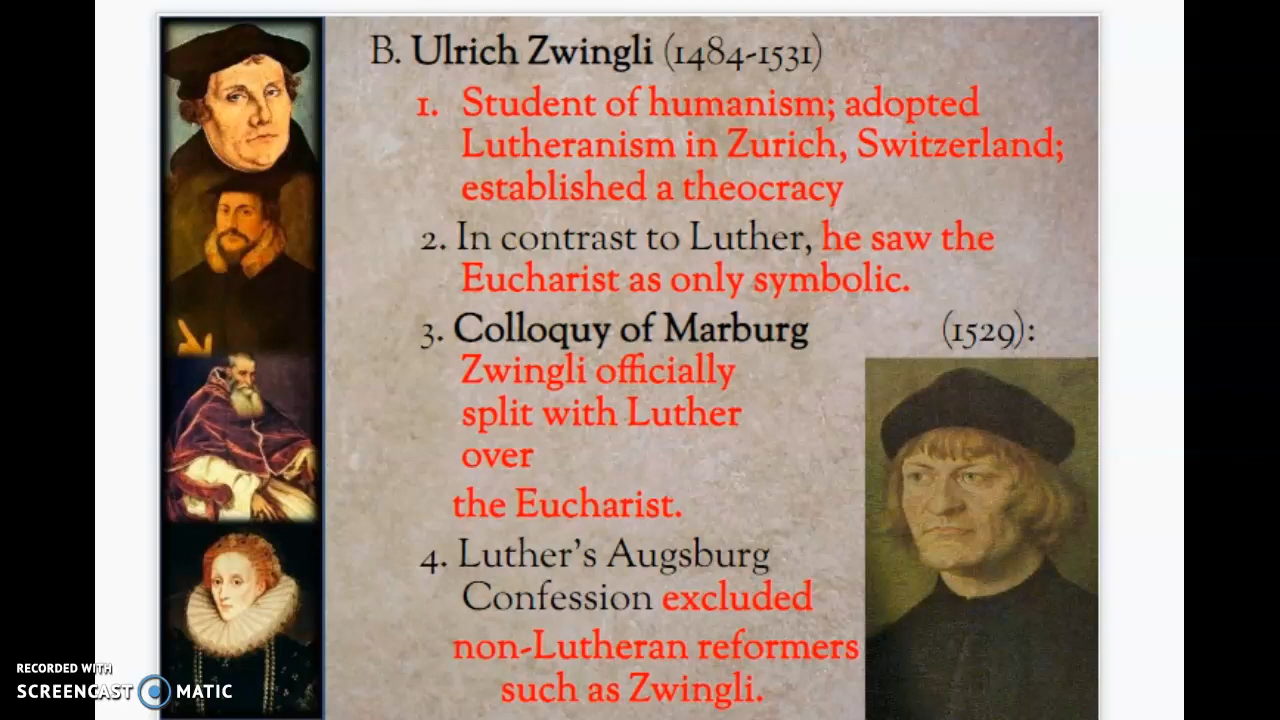 B. Ulrich Zwingli (1484-1531)
1. Student of humanism; adopted
Lutheranism in Zurich, Switzerland;
established a theocracy
2. In contrast to Luther, he saw the
Eucharist as only symbolic.
3. Colloquy of Marburg (1529):
Zwingli officially
split with Luther
over
the Eucharist.
4. Luther's Augsburg
Confession excluded
non-Lutheran reformers
such as Zwingli.
RECORDED WITH
SCREENCAST MATIC